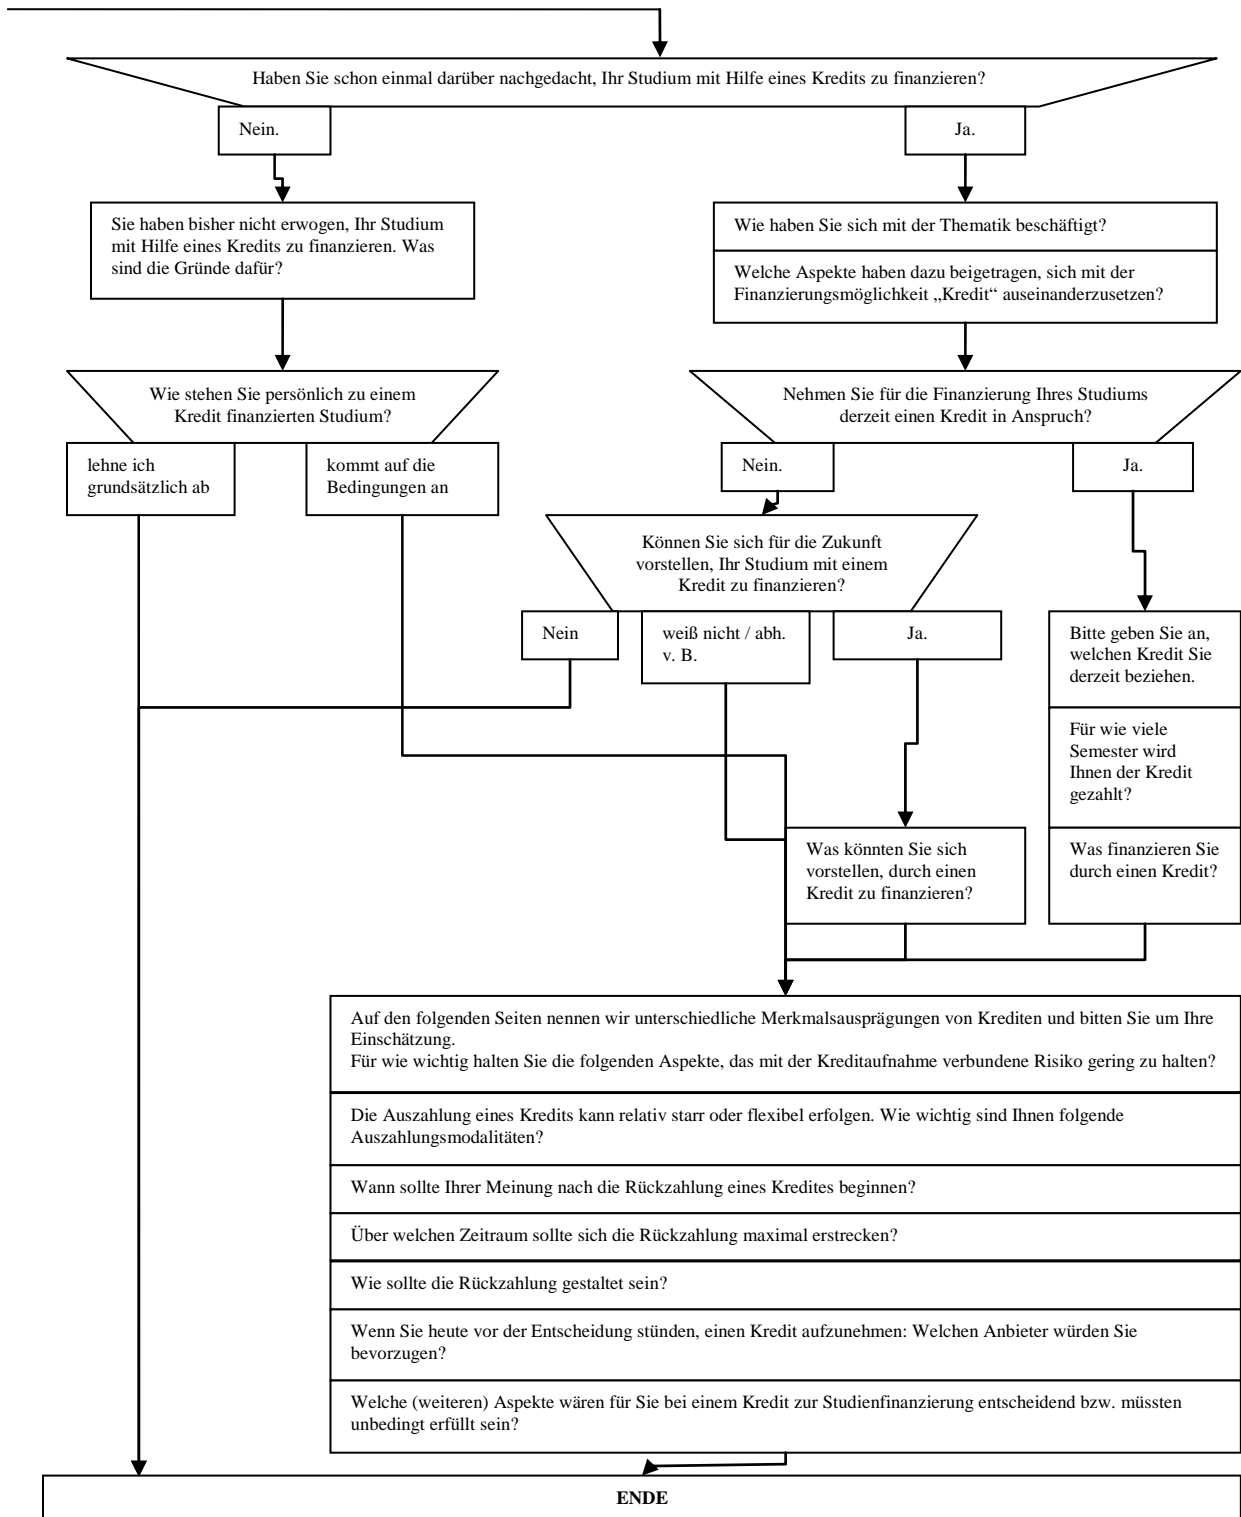 Haben Sie schon einmal darüber nachgedacht, Ihr Studium mit Hilfe eines Kredits zu finanzieren?
Nein.
Ja.
Sie haben bisher nicht erwogen, Ihr Studium
mit Hilfe eines Kredits zu finanzieren. Was
sind die Gründe dafür?
Wie haben Sie sich mit der Thematik beschäftigt?
Welche Aspekte haben dazu beigetragen, sich mit der
Finanzierungsmöglichkeit „Kredit“ auseinanderzusetzen?
Wie stehen Sie persönlich zu einem
Kredit finanzierten Studium?
Nehmen Sie für die Finanzierung Ihres Studiums
derzeit einen Kredit in Anspruch?
lehne ich
grundsätzlich ab
kommt auf die
Bedingungen an
Nein.
Ja.
Können Sie sich für die Zukunft
vorstellen, Ihr Studium mit einem
Kredit zu finanzieren?
Nein
weiß nicht / abh.
v. B.
Ja.
Bitte geben Sie an,
welchen Kredit Sie
derzeit beziehen.
Für wie viele
Semester wird
Ihnen der Kredit
gezahlt?
Was könnten Sie sich
vorstellen, durch einen
Kredit zu finanzieren?
Was finanzieren Sie
durch einen Kredit?
Auf den folgenden Seiten nennen wir unterschiedliche Merkmalsausprägungen von Krediten und bitten Sie um Ihre
Einschätzung.
Für wie wichtig halten Sie die folgenden Aspekte, das mit der Kreditaufnahme verbundene Risiko gering zu halten?
Die Auszahlung eines Kredits kann relativ starr oder flexibel erfolgen. Wie wichtig sind Ihnen folgende
Auszahlungsmodalitäten?
Wann sollte Ihrer Meinung nach die Rückzahlung eines Kredites beginnen?
Über welchen Zeitraum sollte sich die Rückzahlung maximal erstrecken?
Wie sollte die Rückzahlung gestaltet sein?
Wenn Sie heute vor der Entscheidung stünden, einen Kredit aufzunehmen: Welchen Anbieter würden Sie
bevorzugen?
Welche (weiteren) Aspekte wären für Sie bei einem Kredit zur Studienfinanzierung entscheidend bzw. müssten
unbedingt erfüllt sein?
ENDE